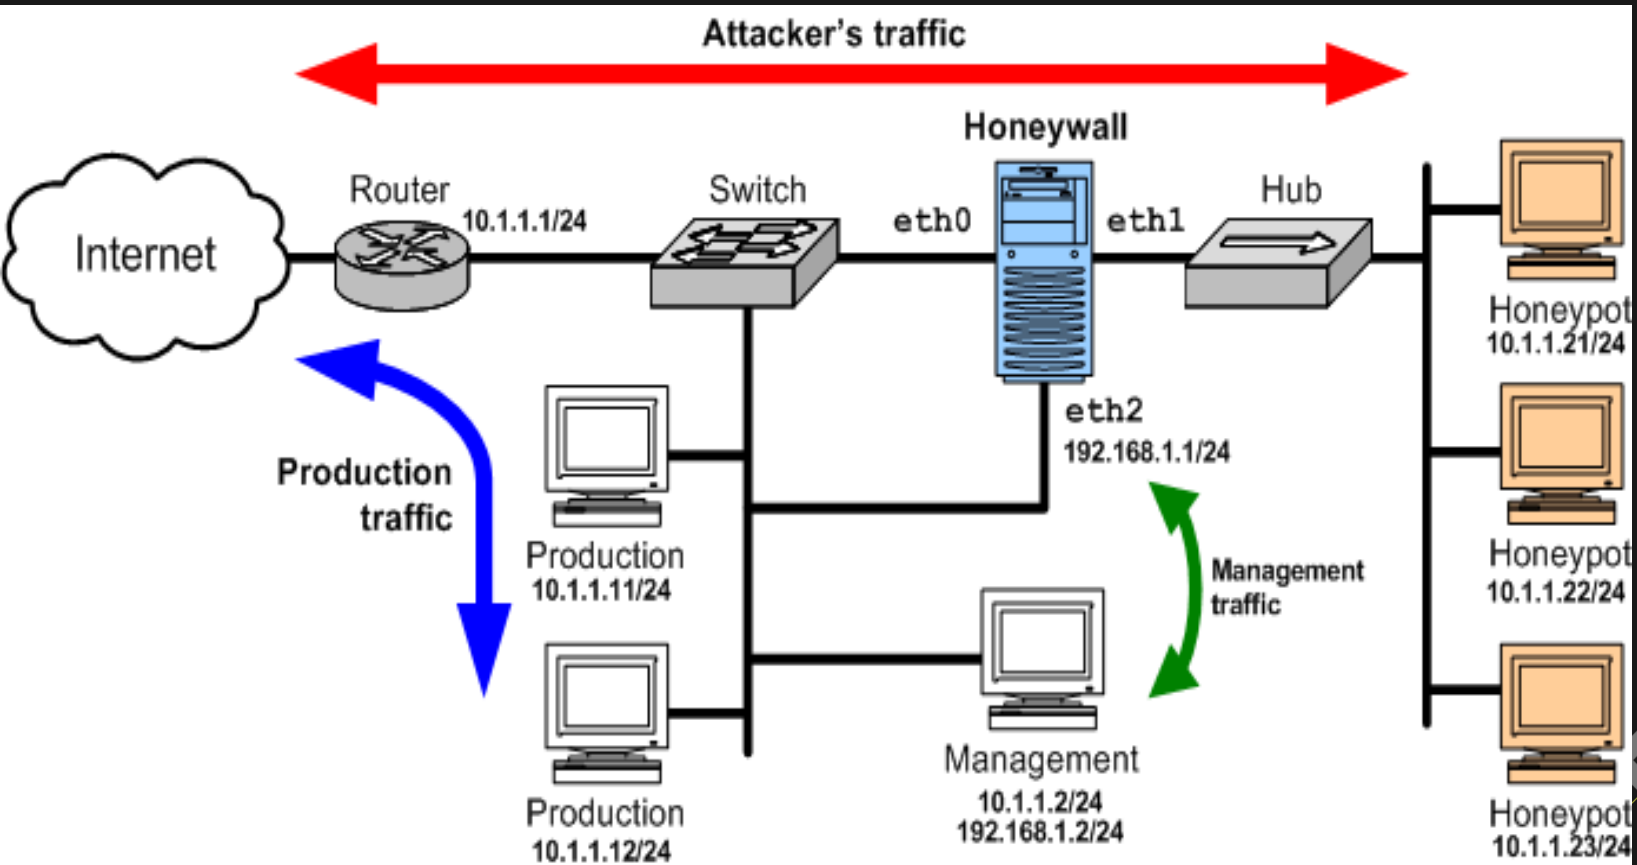 Attacker's traffic
Honeywall
Router
10.1.1.1/24
Switch
eth0
eth1
Hub
Internet
Honeypot
10.1.1.21/24
eth2
192.168.1.1/24
Production
traffic
Production
10.1.1.11/24
Management
traffic
Honeypot
10.1.1.22/24
Management
10.1.1.2/24
192.168.1.2/24
Production
10.1.1.12/24
Honeypot
10.1.1.23/24